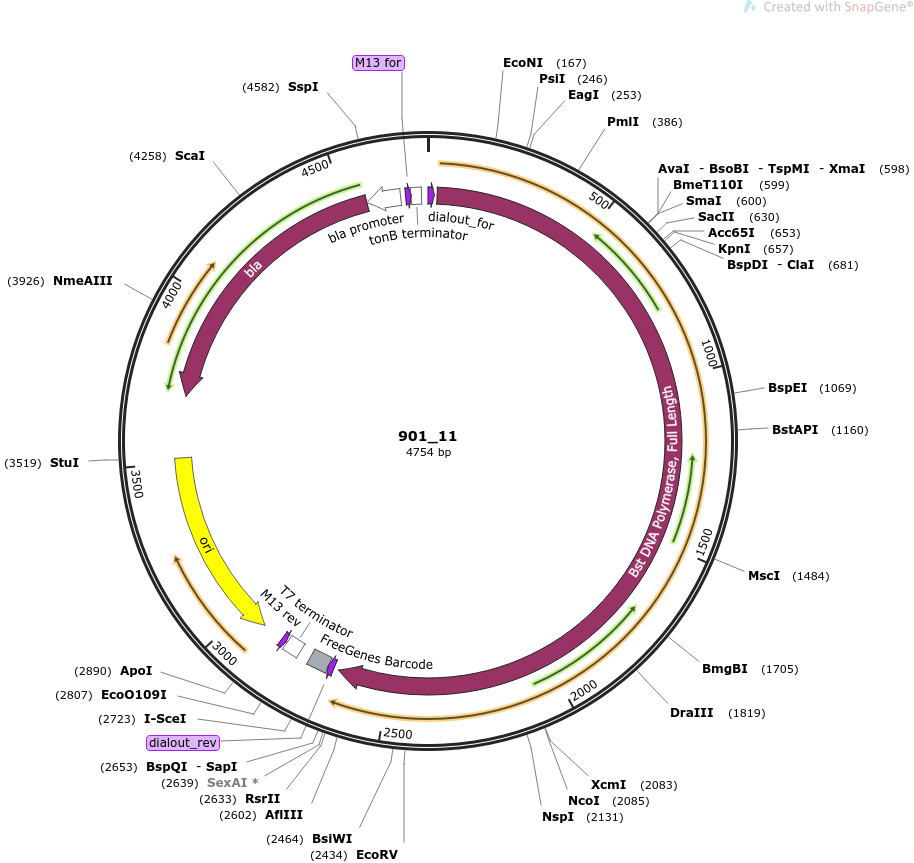 Created with SnapGene®
M13 for
EcoNI (167)
PsiI (246)
EagI (253)
PmlI (386)
AvaI - BsoBI - TspMI - XmaI (598)
BmeT110I (599)
SmaI (600)
SacII (630)
Acc65I (653)
KpnI (657)
BspDI - ClaI (681)
BspEI (1069)
BstAPI (1160)
MscI (1484)
BmgBI (1705)
DraIII (1819)
XcmI (2083)
NcoI (2085)
NspI (2131)
(2434) EcoRV
(2464) BsiWI
(2602) AflIII
(2633) RsrII
(2639) SexAI *
(2653) BspQI - SapI
dialout_rev
(2723) I-SceI
(2807) EcoO109I
(2890) ApoI
(3519) StuI
(3926) NmeAIII
(4258) ScaI
(4582) SspI
500
1000
1500
2000
2500
3000
3500
4000
4500
dialout_for
tonB terminator
bla promoter
bla
Bst DNA Polymerase, Full Length
901_11
4754 bp
ori
M13 rev
T7 terminator
FreeGenes Barcode